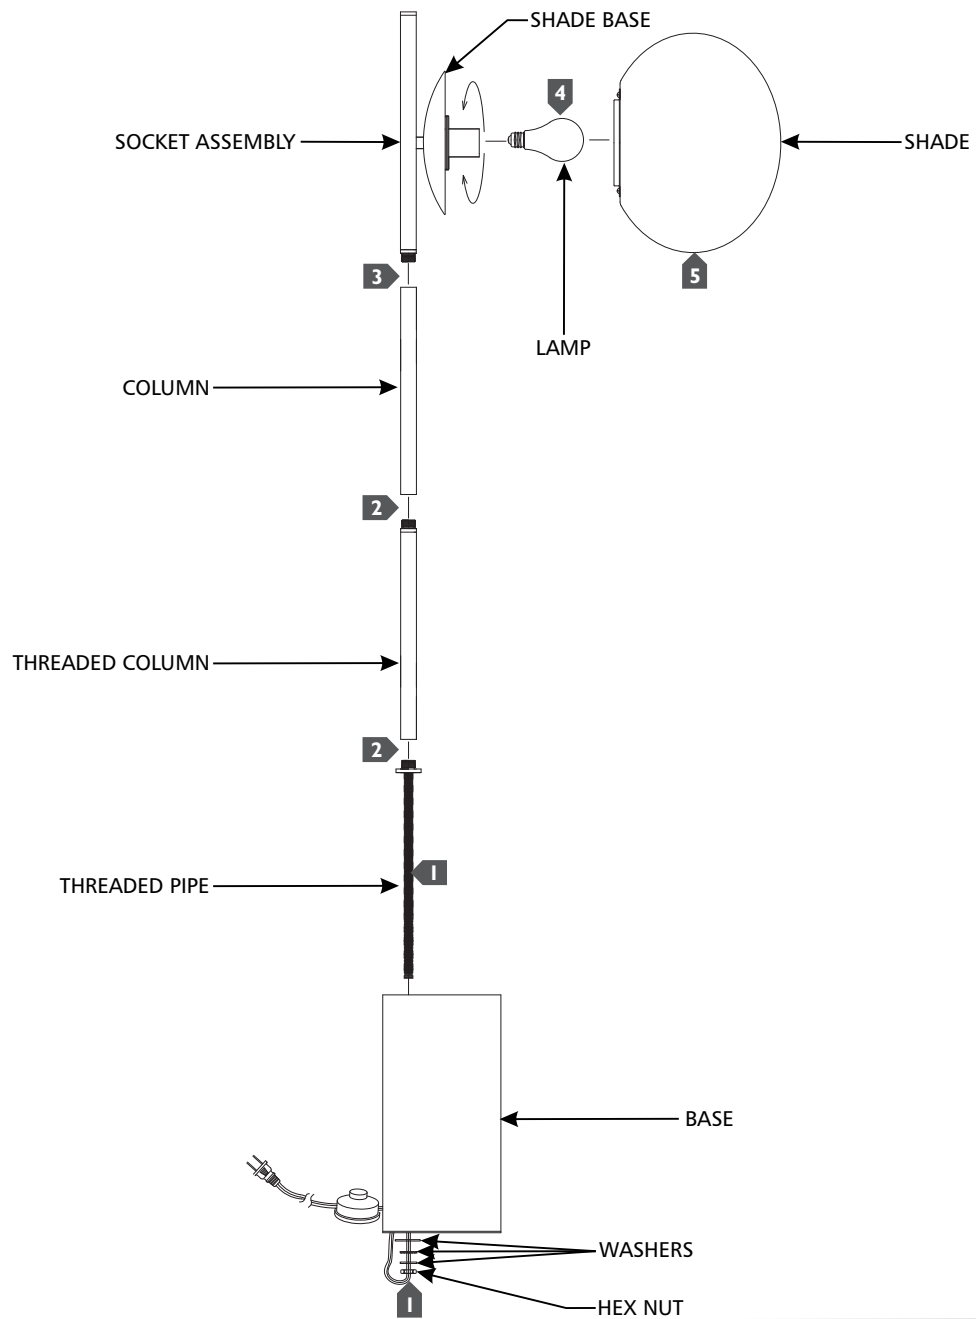 SHADE BASE
4
SOCKET ASSEMBLY
SHADE
3
5
LAMP
COLUMN
2
THREADED COLUMN
2
1
THREADED PIPE
BASE
WASHERS
1
HEX NUT